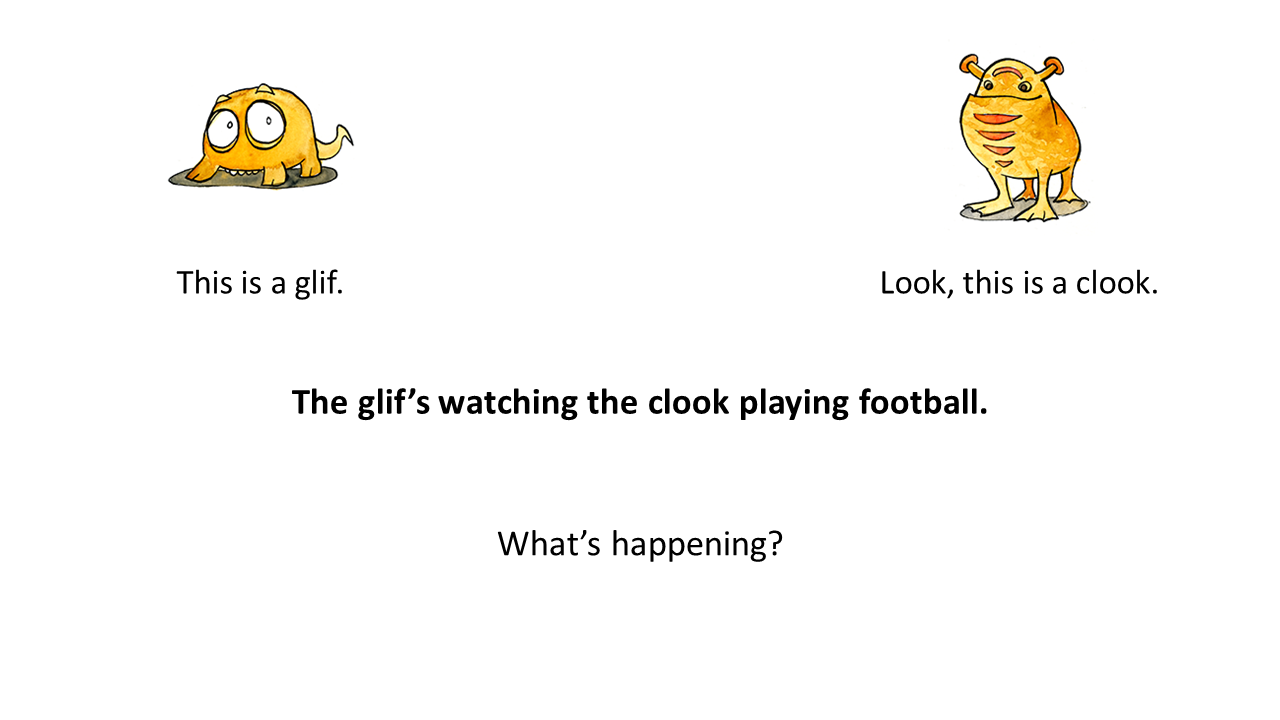 This is a glif.
Look, this is a clook.
The glif’s watching the clook playing football.
What’s happening?